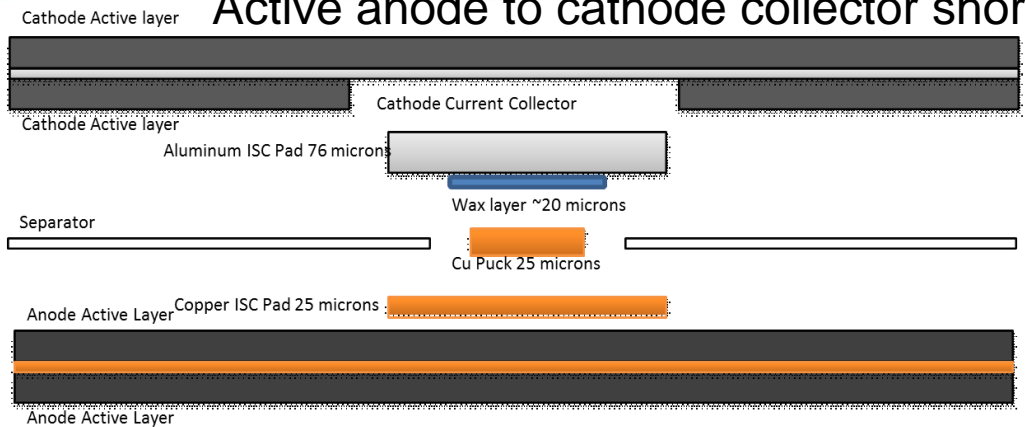 Active anode to cathode collector shor
Cathode Active layer
Cathode Current Collector
Cathode Active layer
Aluminum ISC Pad 76 microns
Wax layer ~20 microns
Separator
Cu Puck 25 microns
Copper ISC Pad 25 microns
Anode Active Layer
Anode Active Layer